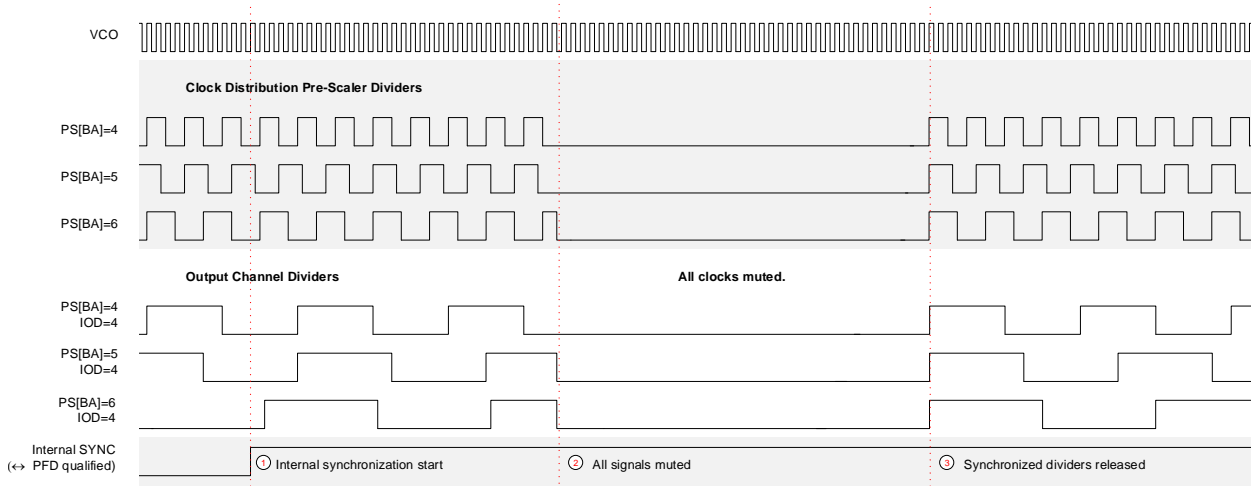 VCO
Clock Distribution Pre-Scaler Dividers
PS[BA]=4
PS[BA]=5
PS[BA]=6
Output Channel Dividers
All clocks muted.
PS[BA]=4
IOD=4
PS[BA]=5
IOD=4
PS[BA]=6
IOD=4
Internal SYNC
(↔ PFD qualified)
1 Internal synchronization start
2 All signals muted
3 Synchronized dividers released